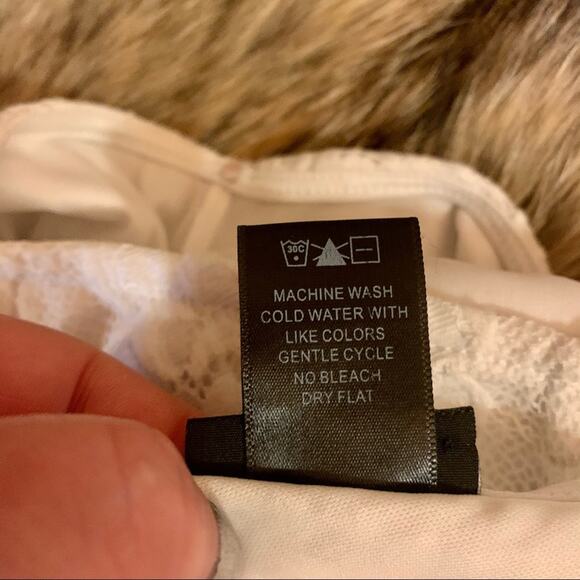 30C
MACHINE WASH
COLD WATER WITH
LIKE COLORS
GENTLE CYCLE
NO BLEACH
DRY FLAT